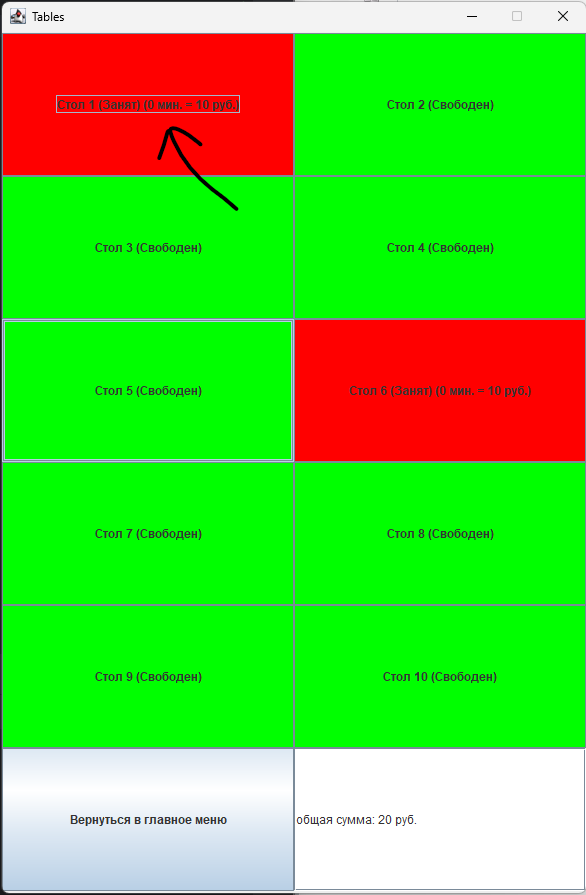 Tables
Стол 1 (Занят) (0 мин. = 10 руб.)
Стол 2 (Свободен)
Стол 3 (Свободен)
Стол 4 (Свободен)
Стол 5 (Свободен)
Стол 6 (Занят) (0 мин. = 10 руб.)
Стол 7 (Свободен)
Стол 8 (Свободен)
Стол 9 (Свободен)
Стол 10 (Свободен)
Вернуться в главное меню
общая сумма: 20 руб.